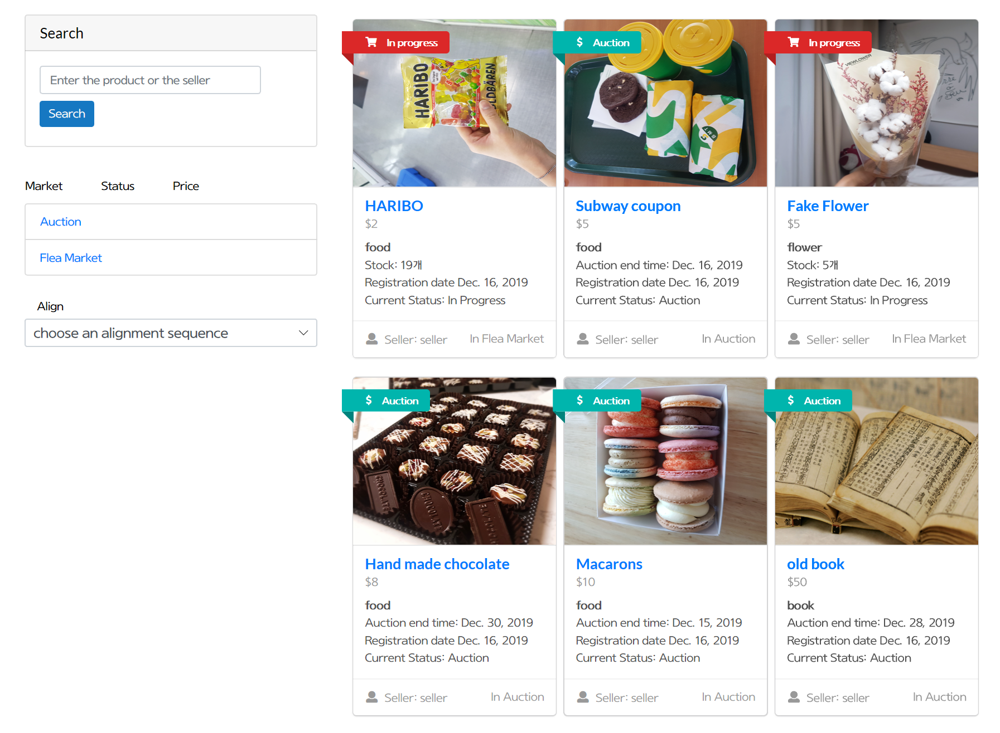 Search
Enter the product or the seller
Search
Market Status Price
Auction
Flea Market
Align
choose an alignment sequence
In progress
HARIBO
HARIBO
$2
food
Stock: 19개
Registration date Dec. 16, 2019
Current Status: In Progress
Seller: seller In Flea Market
Auction
BMT
Subway coupon
$5
food
Auction end time: Dec. 16, 2019
Registration date Dec. 16, 2019
Current Status: Auction
Seller: seller In Auction
In progress
VIEWLOWER
Fake Flower
$5
flower
Stock: 5개
Registration date Dec. 16, 2019
Current Status: In Progress
Seller: seller In Flea Market
Auction
CHOCOLATE
CHOCOLATE
Hand made chocolate
$8
food
Auction end time: Dec. 30, 2019
Registration date Dec. 16, 2019
Current Status: Auction
Seller: seller In Auction
Auction
Macarons
$10
food
Auction end time: Dec. 15, 2019
Registration date Dec. 16, 2019
Current Status: Auction
Seller: seller In Auction
Auction
old book
$50
book
Auction end time: Dec. 28, 2019
Registration date Dec. 16, 2019
Current Status: Auction
Seller: seller In Auction